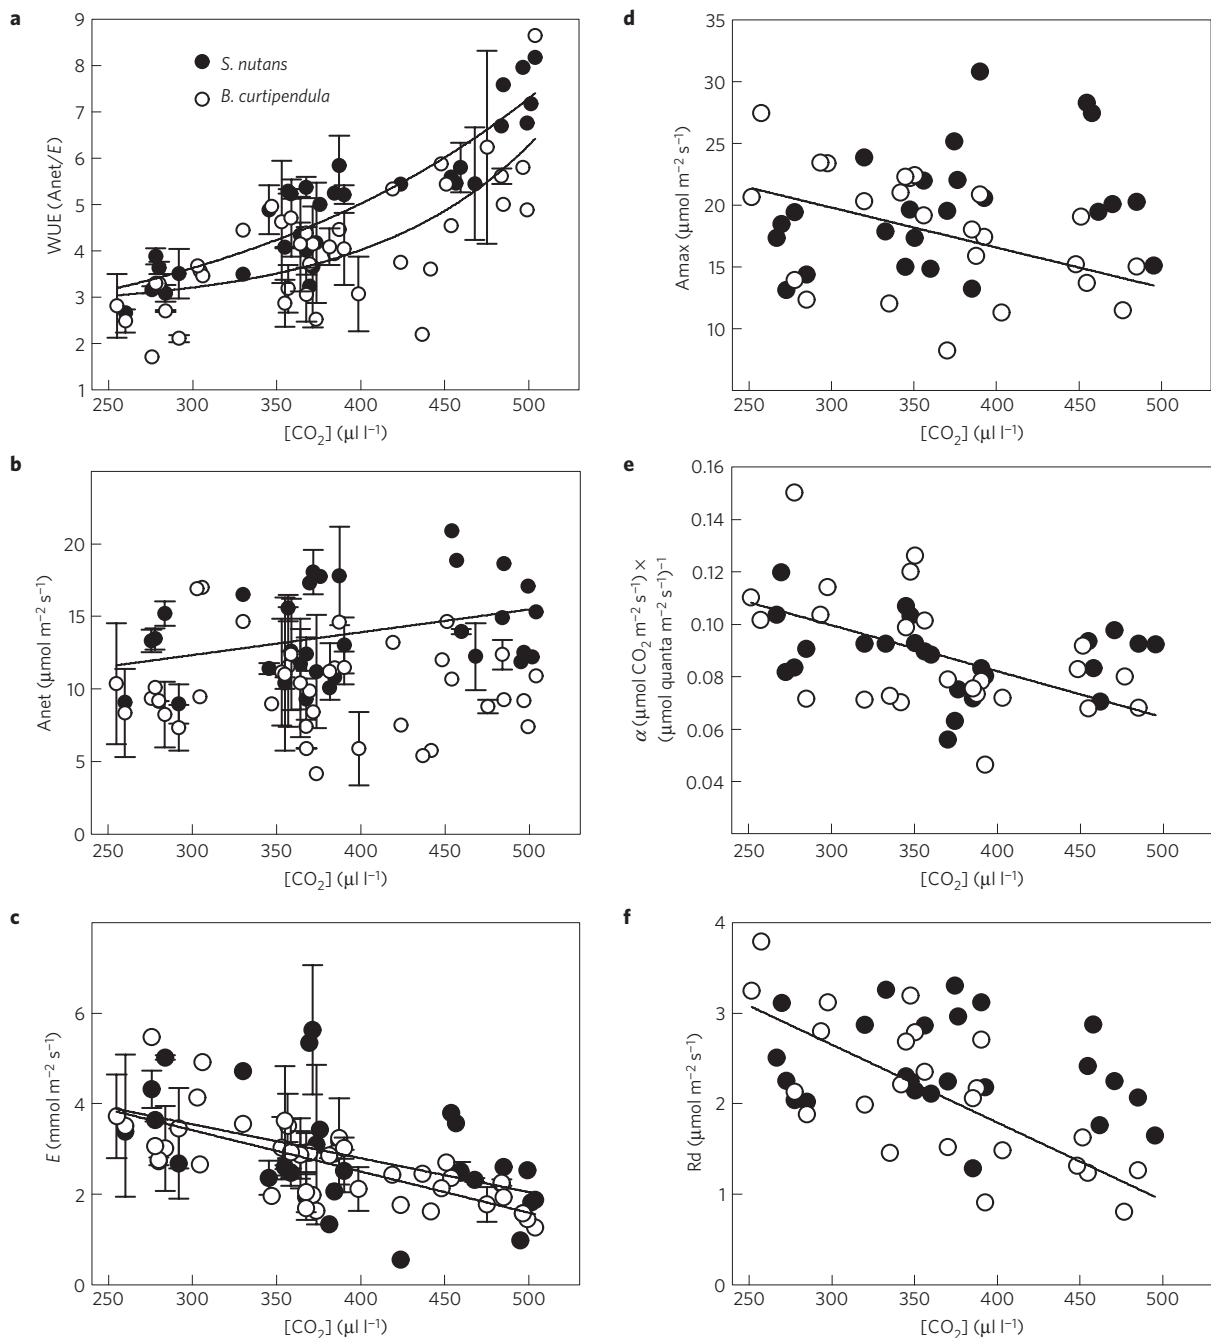 a
9
8
7
6
5
4
3
2
1
WUE (Anet/E)
S. nutans
B. curtipendula
250 300 350 400 450 500
[CO2] (μl l−1)
b
20
15
10
5
0
Anet (μmol m−2 s−1)
250 300 350 400 450 500
[CO2] (μl l−1)
c
6
4
2
0
E (mmol m−2 s−1)
250 300 350 400 450 500
[CO2] (μl l−1)
d
35
30
25
20
15
10
Amax (μmol m−2 s−1)
250 300 350 400 450 500
[CO2] (μl l−1)
e
0.16
0.14
0.12
0.10
0.08
0.06
0.04
α (μmol CO2 m−2 s−1) ×
(μmol quanta m−2 s−1)−1
250 300 350 400 450 500
[CO2] (μl l−1)
f
4
3
2
1
0
Rd (μmol m−2 s−1)
250 300 350 400 450 500
[CO2] (μl l−1)